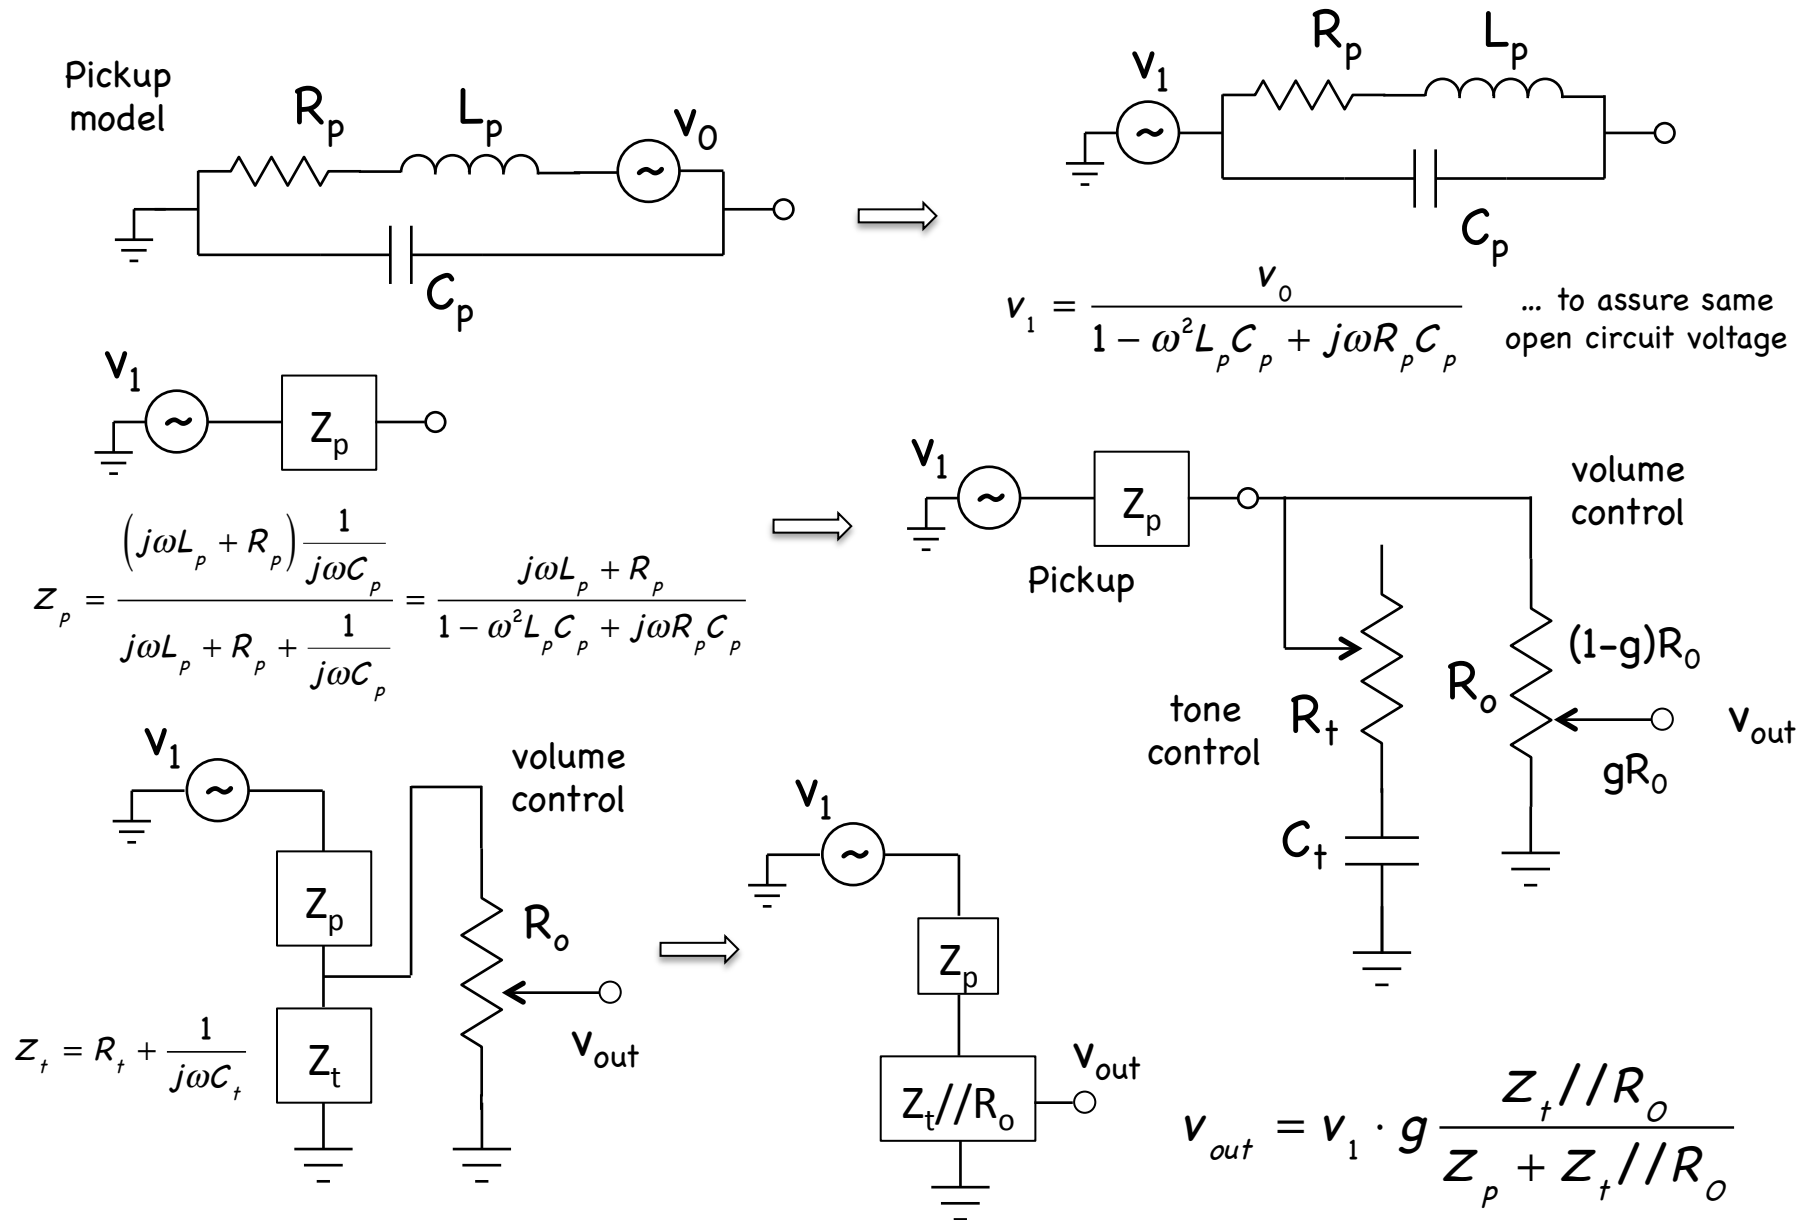 Pickup
model
R_p
L_p
v_0
C_p
v_1
R_p
L_p
C_p
v_1 = v_0 / (1 − ω²L_pC_p + jωR_pC_p)
... to assure same
open circuit voltage
v_1
Z_p
Z_p = ((jωL_p + R_p) 1/(jωC_p)) / (jωL_p + R_p + 1/(jωC_p)) = (jωL_p + R_p) / (1 − ω²L_pC_p + jωR_pC_p)
v_1
Z_p
Pickup
volume
control
(1-g)R_0
R_o
gR_0
v_out
tone
control
R_t
C_t
v_1
volume
control
Z_p
R_o
v_out
Z_t
Z_t = R_t + 1/(jωC_t)
v_1
Z_p
Z_t//R_o
v_out
v_out = v_1 · g (Z_t//R_O) / (Z_p + Z_t//R_O)